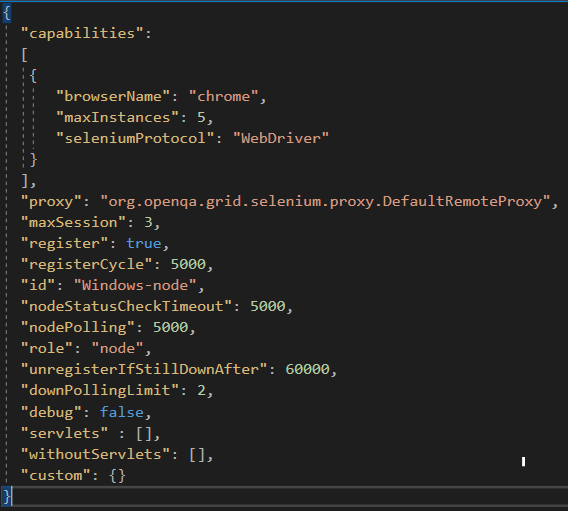 {
"capabilities":
[
{
"browserName": "chrome",
"maxInstances": 5,
"seleniumProtocol": "WebDriver"
}
],
"proxy": "org.openqa.grid.selenium.proxy.DefaultRemoteProxy",
"maxSession": 3,
"register": true,
"registerCycle": 5000,
"id": "Windows-node",
"nodeStatusCheckTimeout": 5000,
"nodePolling": 5000,
"role": "node",
"unregisterIfStillDownAfter": 60000,
"downPollingLimit": 2,
"debug": false,
"servlets" : [],
"withoutServlets": [],
"custom": {}
}